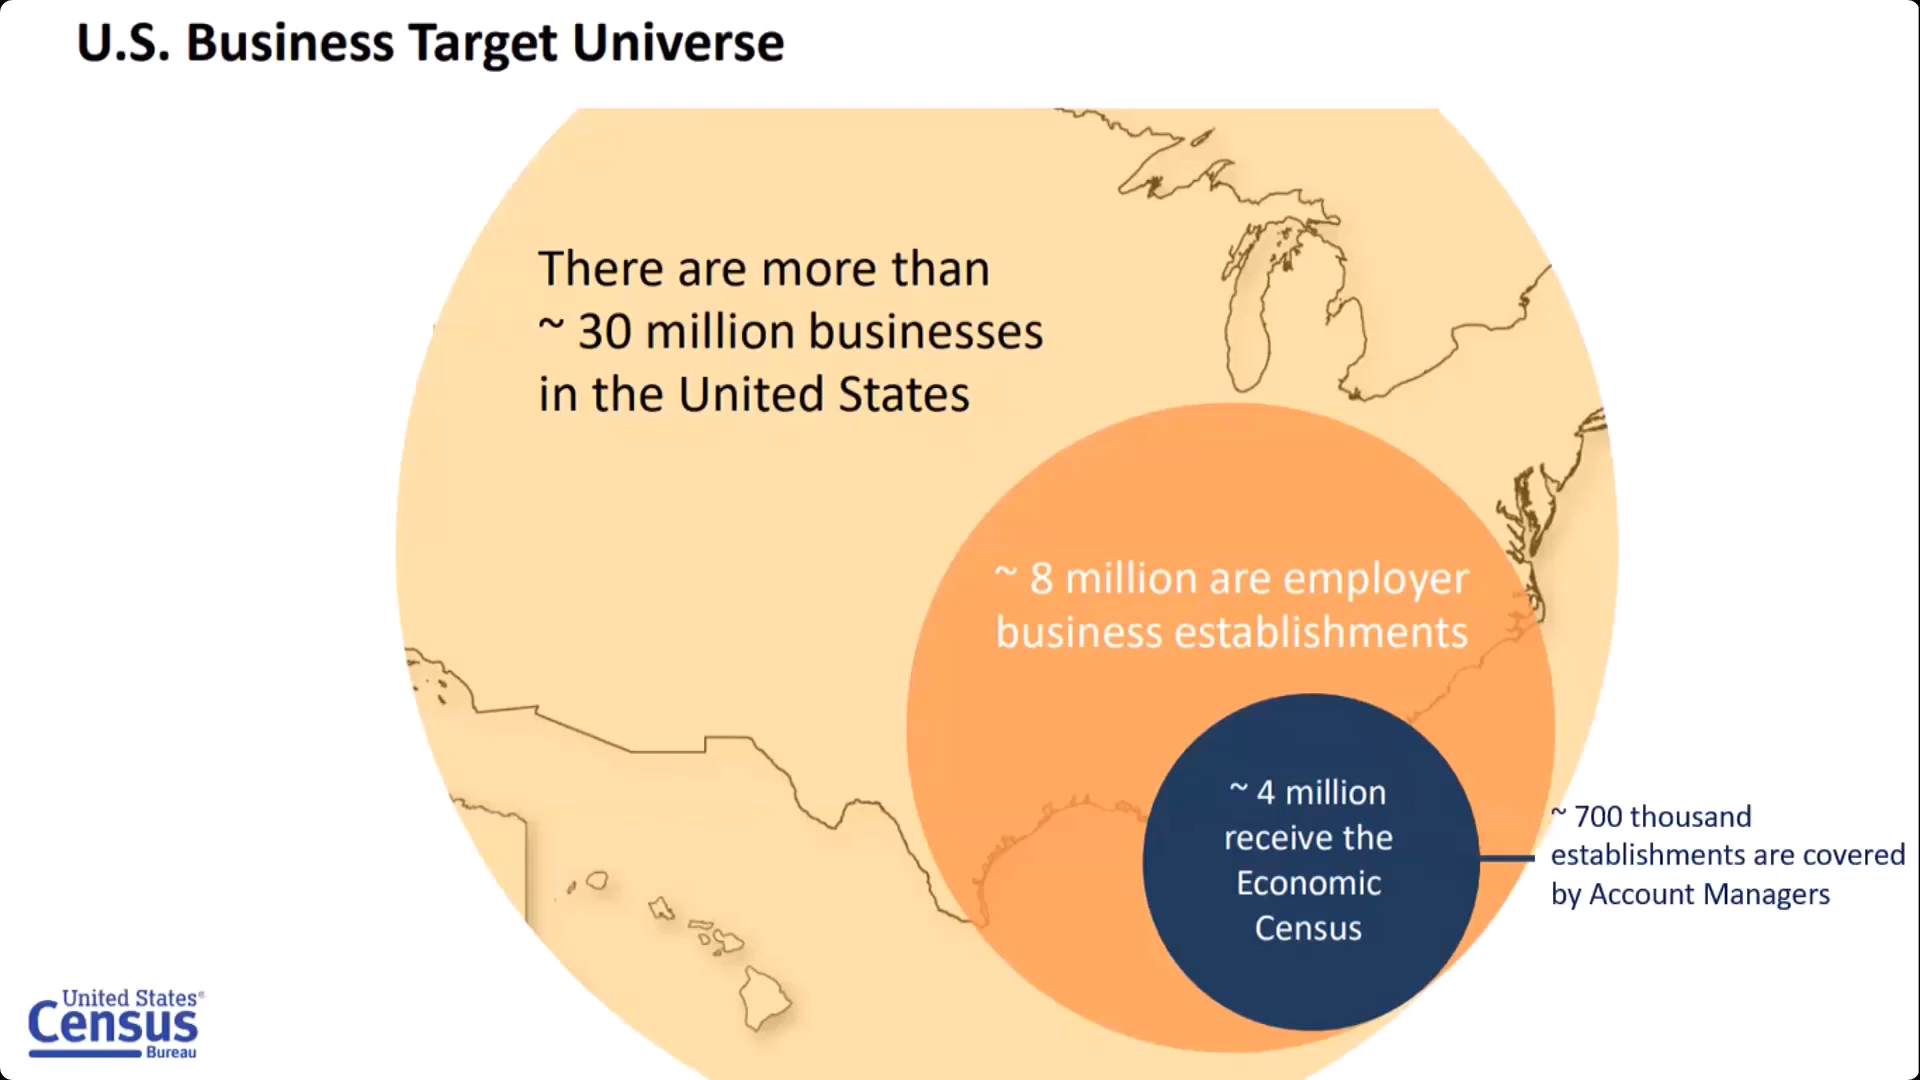 U.S. Business Target Universe
There are more than
~ 30 million businesses
in the United States
~ 8 million are employer
business establishments
~ 4 million
receive the
Economic
Census
~ 700 thousand
establishments are covered
by Account Managers
United States®
Census
Bureau